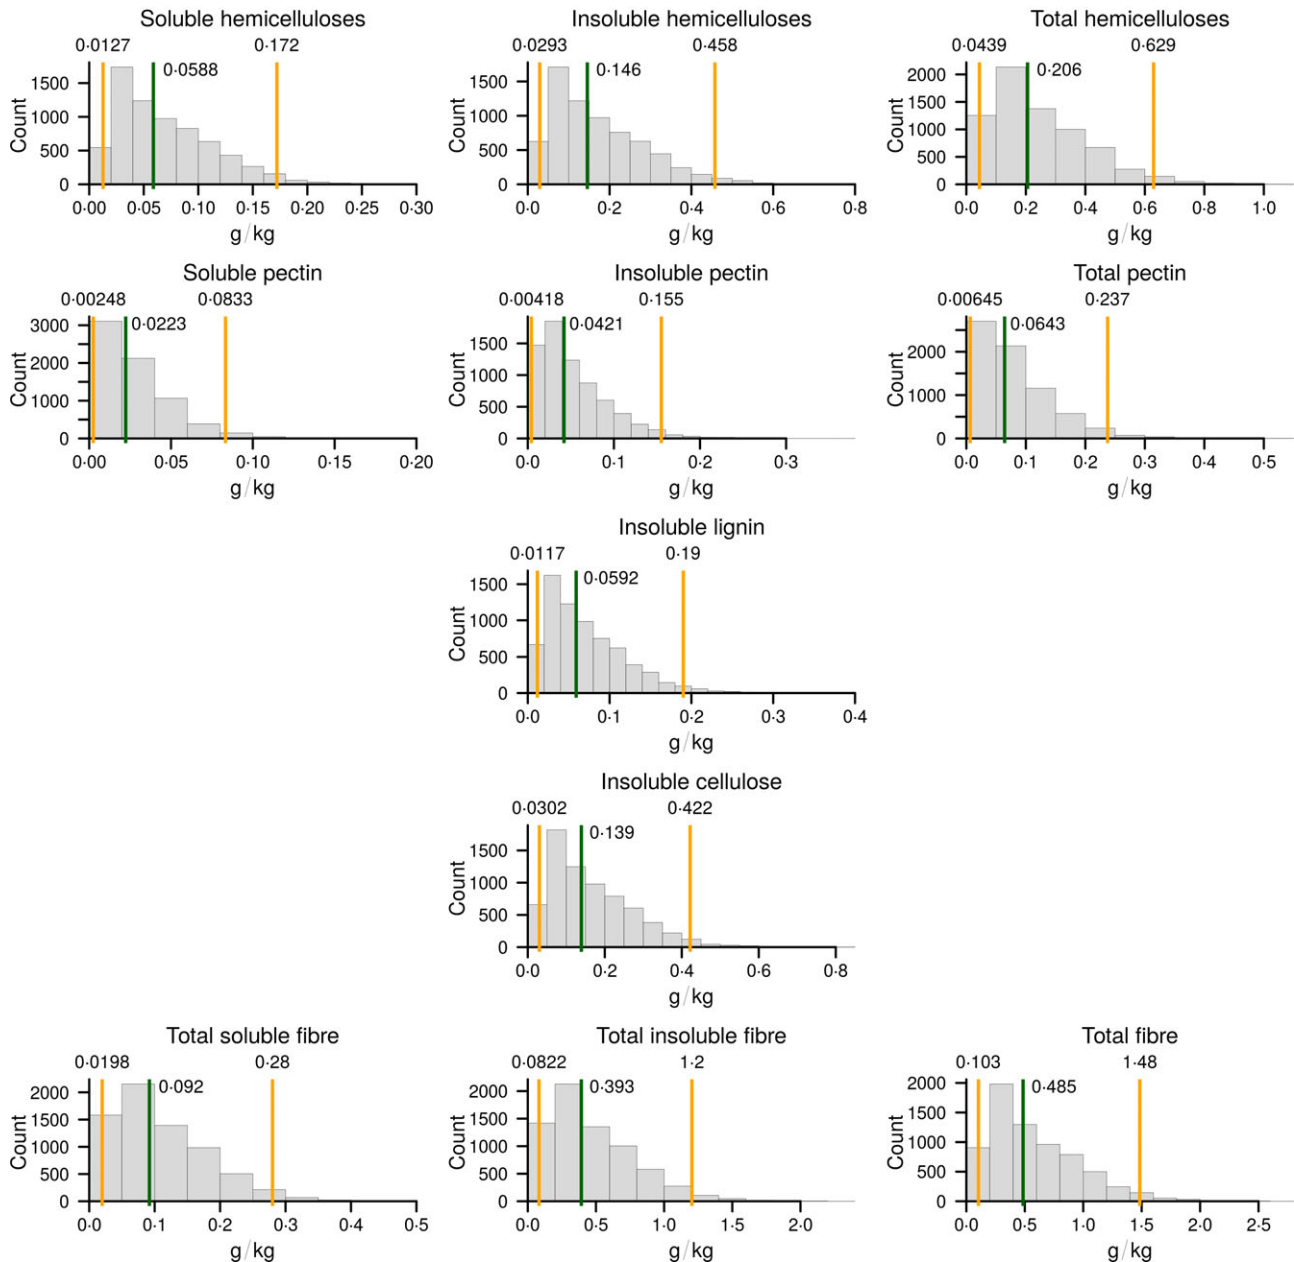 Soluble hemicelluloses
0·0127 0·172
0·0588
Count
1500
1000
500
0
0·00 0·05 0·10 0·15 0·20 0·25 0·30
g/kg
Insoluble hemicelluloses
0·0293 0·458
0·146
Count
1500
1000
500
0
0·0 0·2 0·4 0·6 0·8
g/kg
Total hemicelluloses
0·0439 0·629
0·206
Count
2000
1500
1000
500
0
0·0 0·2 0·4 0·6 0·8 1·0
g/kg
Soluble pectin
0·00248 0·0833
0·0223
Count
3000
2000
1000
0
0·00 0·05 0·10 0·15 0·20
g/kg
Insoluble pectin
0·00418 0·155
0·0421
Count
1500
1000
500
0
0·0 0·1 0·2 0·3
g/kg
Total pectin
0·00645 0·237
0·0643
Count
2000
1000
0
0·0 0·1 0·2 0·3 0·4 0·5
g/kg
Insoluble lignin
0·0117 0·19
0·0592
Count
1500
1000
500
0
0·0 0·1 0·2 0·3 0·4
g/kg
Insoluble cellulose
0·0302 0·422
0·139
Count
1500
1000
500
0
0·0 0·2 0·4 0·6 0·8
g/kg
Total soluble fibre
0·0198 0·28
0·092
Count
2000
1500
1000
500
0
0·0 0·1 0·2 0·3 0·4 0·5
g/kg
Total insoluble fibre
0·0822 1·2
0·393
Count
2000
1500
1000
500
0
0·0 0·5 1·0 1·5 2·0
g/kg
Total fibre
0·103 1·48
0·485
Count
2000
1500
1000
500
0
0·0 0·5 1·0 1·5 2·0 2·5
g/kg